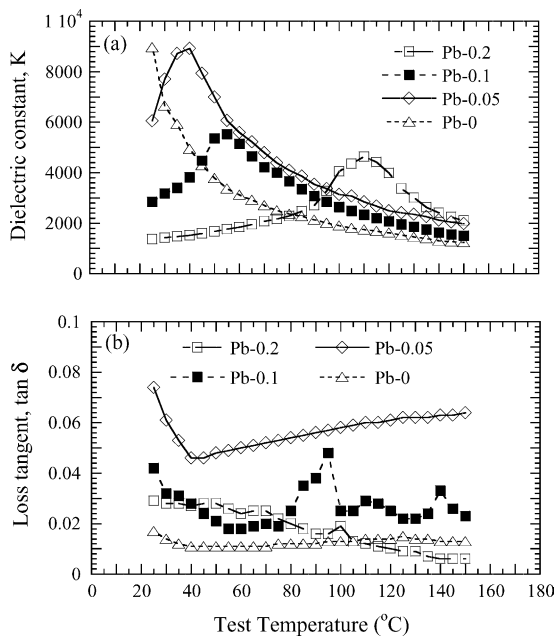 1 10⁴
(a)
Pb-0.2
Pb-0.1
Pb-0.05
Pb-0
8000
6000
4000
2000
0
Dielectric constant, K
0.1
(b)
Pb-0.2 Pb-0.05
Pb-0.1 Pb-0
0.08
0.06
0.04
0.02
0
Loss tangent, tan δ
0 20 40 60 80 100 120 140 160 180
Test Temperature (°C)